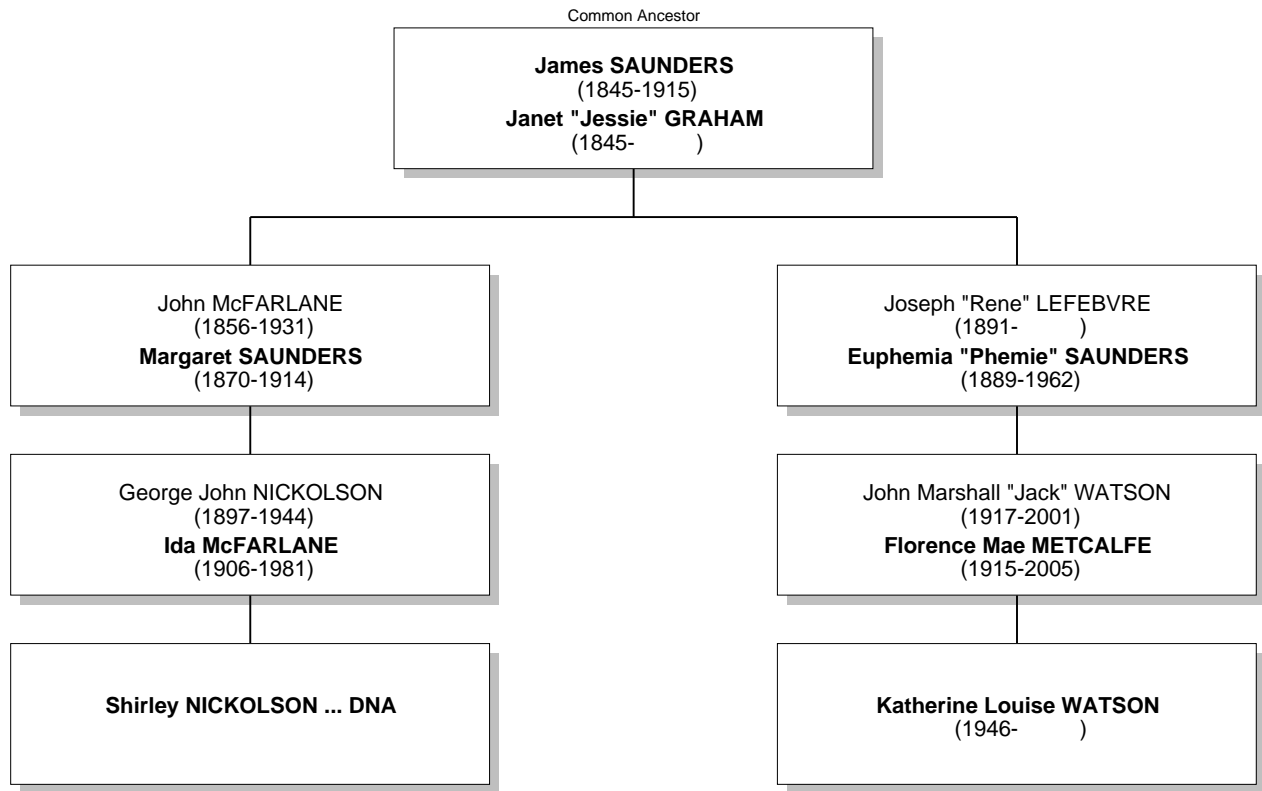 Common Ancestor
James SAUNDERS
(1845-1915)
Janet "Jessie" GRAHAM
(1845- )
John McFARLANE
(1856-1931)
Margaret SAUNDERS
(1870-1914)
Joseph "Rene" LEFEBVRE
(1891- )
Euphemia "Phemie" SAUNDERS
(1889-1962)
George John NICKOLSON
(1897-1944)
Ida McFARLANE
(1906-1981)
John Marshall "Jack" WATSON
(1917-2001)
Florence Mae METCALFE
(1915-2005)
Shirley NICKOLSON ... DNA
Katherine Louise WATSON
(1946- )